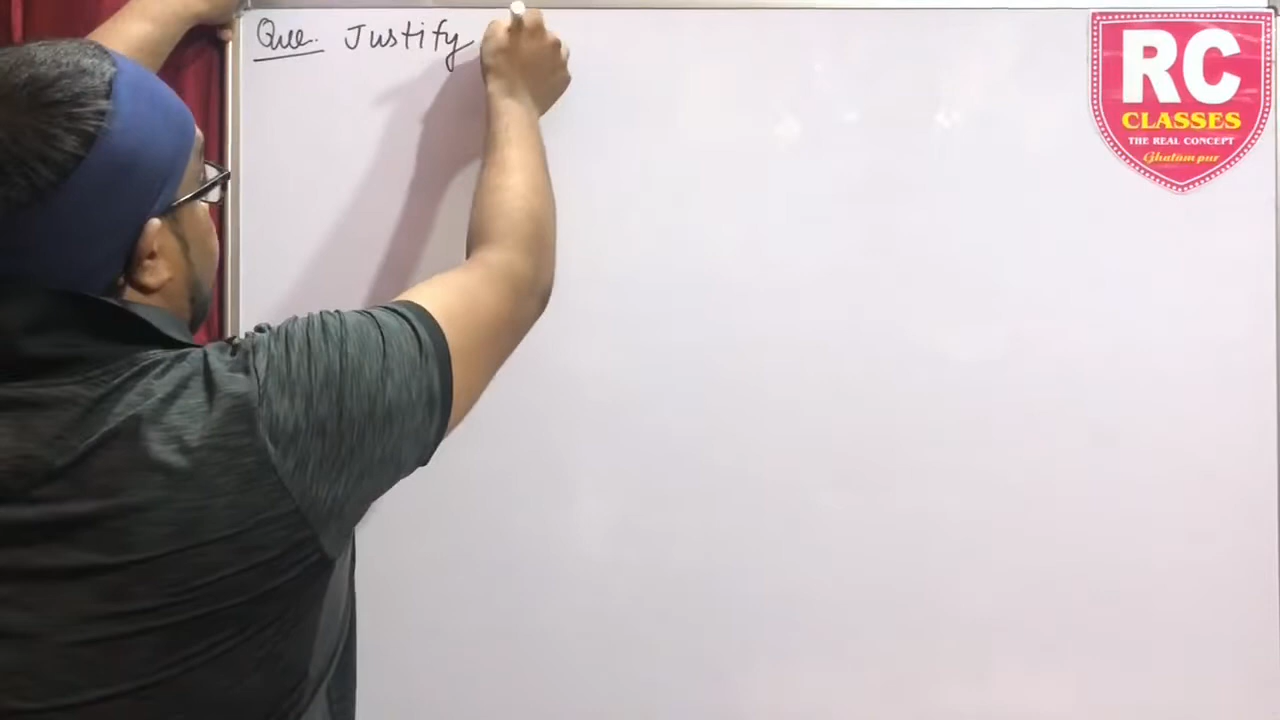 Que. Justify
RC
CLASSES
THE REAL CONCEPT
Ghatampur